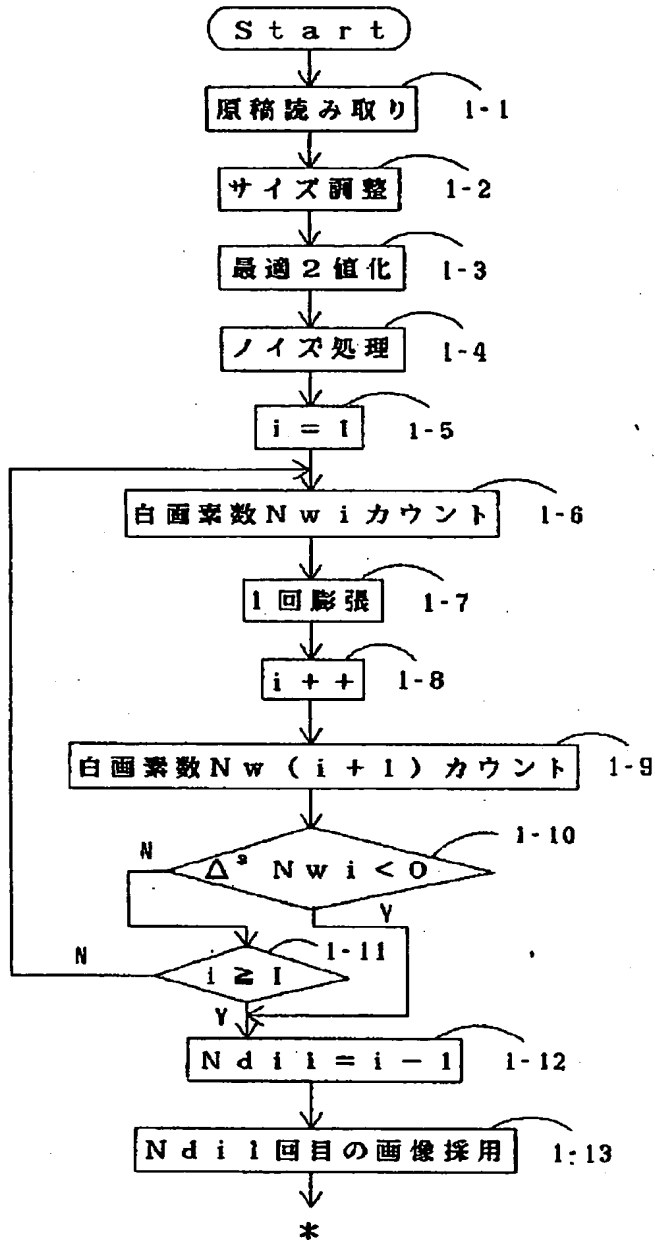 Start
原稿読み取り 1-1
サイズ調整 1-2
最適2値化 1-3
ノイズ処理 1-4
i=1 1-5
白画素数Nwiカウント 1-6
1回膨張 1-7
i++ 1-8
白画素数Nw(i+1)カウント 1-9
1-10
N Nwi<0
Y
N 1-11
i≧I
Y
Ndil=i-1 1-12
Ndil回目の画像採用 1-13
*